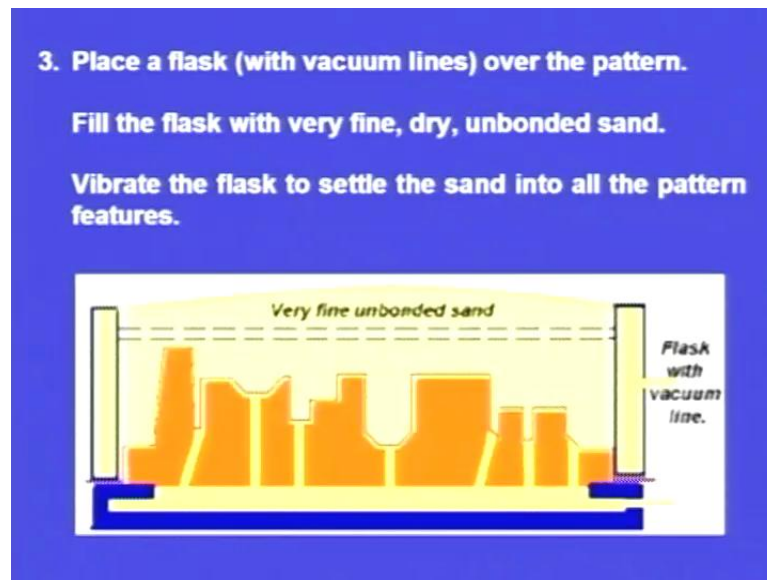 3. Place a flask (with vacuum lines) over the pattern.
Fill the flask with very fine, dry, unbonded sand.
Vibrate the flask to settle the sand into all the pattern
features.
Very fine unbonded sand
Flask
with
vacuum
line.